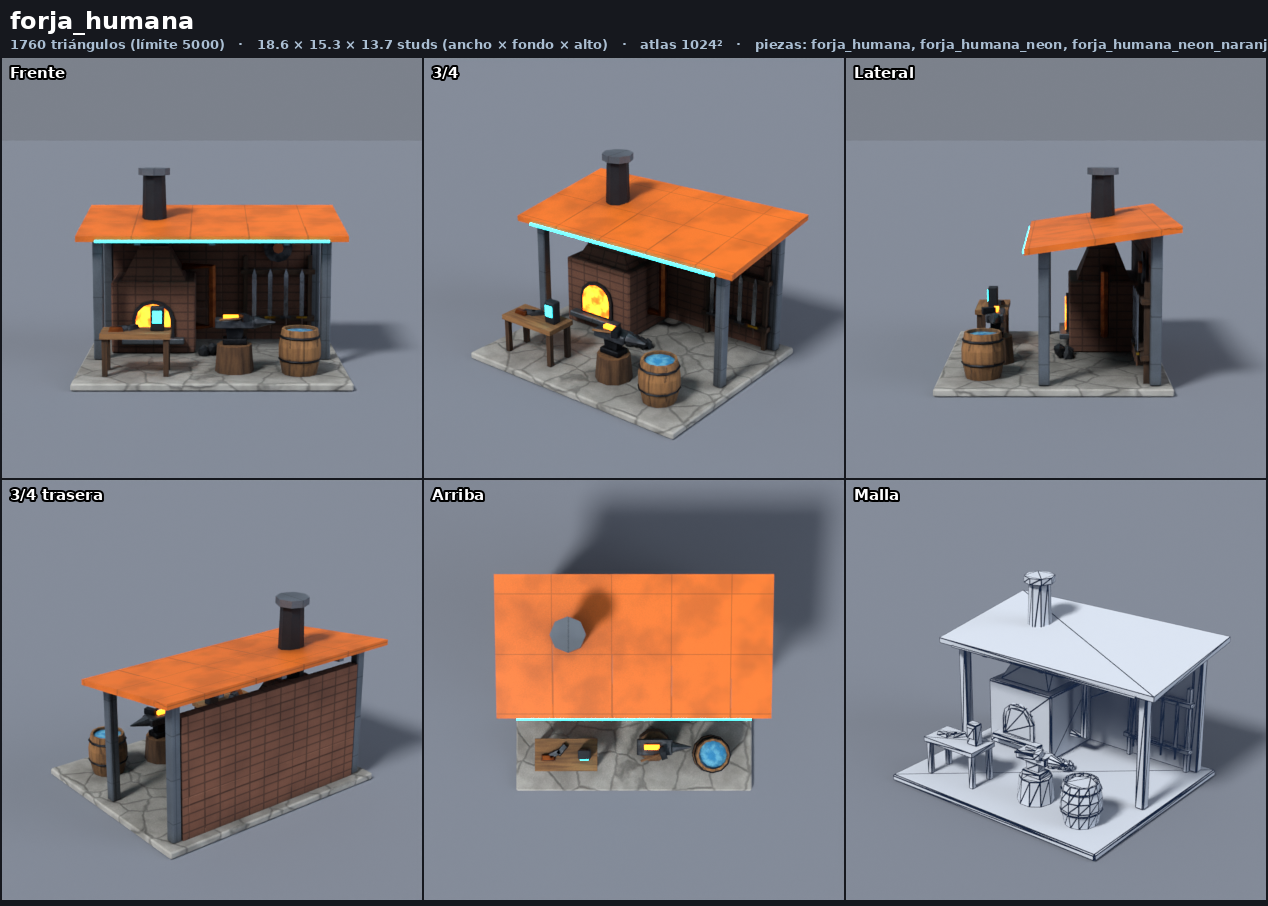 forja_humana
1760 triángulos (límite 5000) · 18.6 × 15.3 × 13.7 studs (ancho × fondo × alto) · atlas 1024² · piezas: forja_humana, forja_humana_neon, forja_humana_neon_naranj
Frente
3/4
Lateral
3/4 trasera
Arriba
Malla